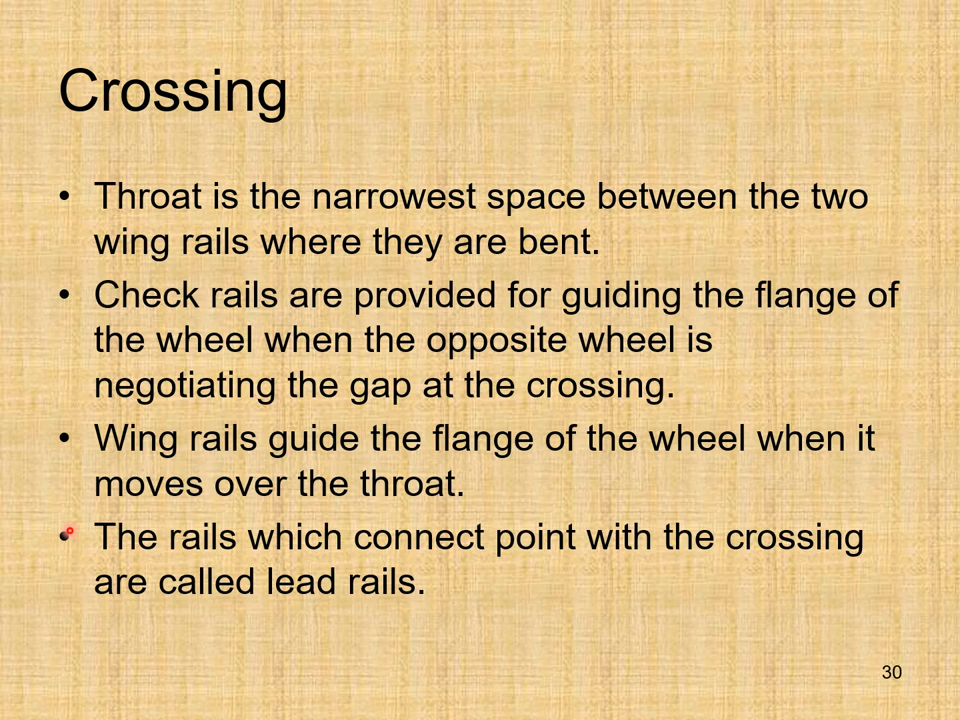 Crossing
• Throat is the narrowest space between the two
wing rails where they are bent.
• Check rails are provided for guiding the flange of
the wheel when the opposite wheel is
negotiating the gap at the crossing.
• Wing rails guide the flange of the wheel when it
moves over the throat.
• The rails which connect point with the crossing
are called lead rails.
30